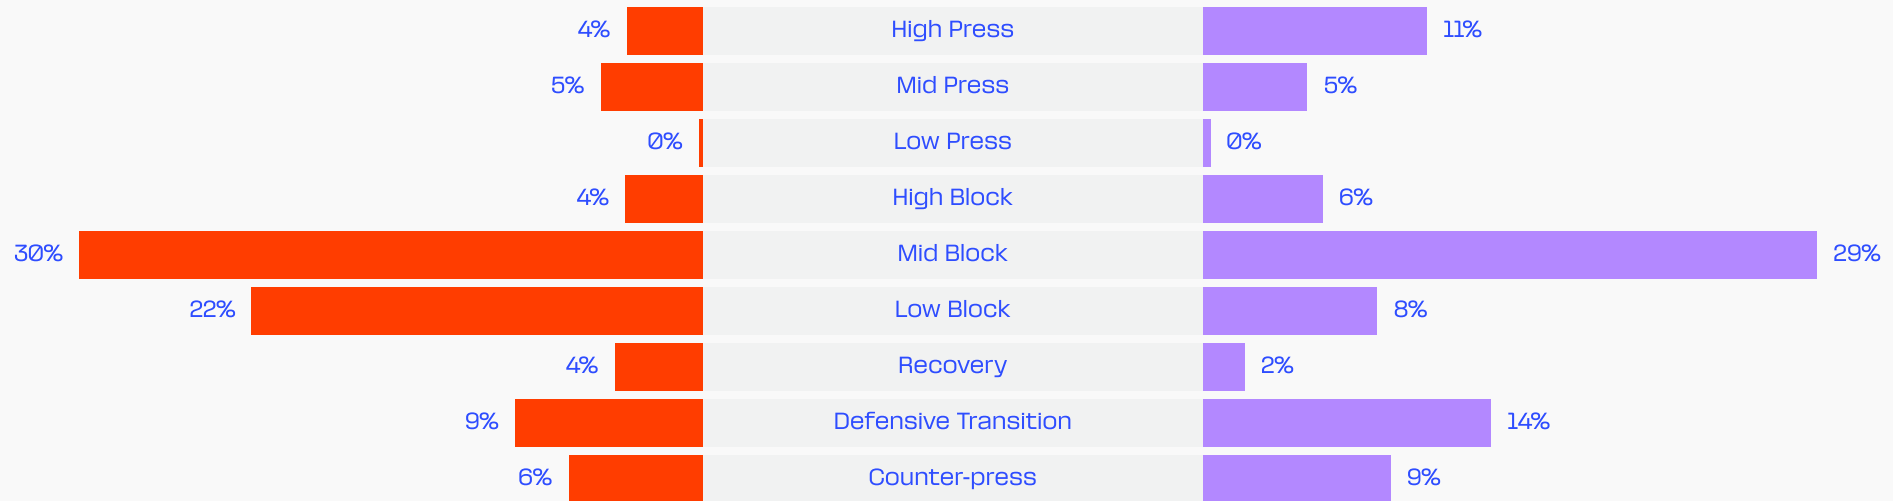 4% High Press 11%
5% Mid Press 5%
0% Low Press 0%
4% High Block 6%
30% Mid Block 29%
22% Low Block 8%
4% Recovery 2%
9% Defensive Transition 14%
6% Counter-press 9%